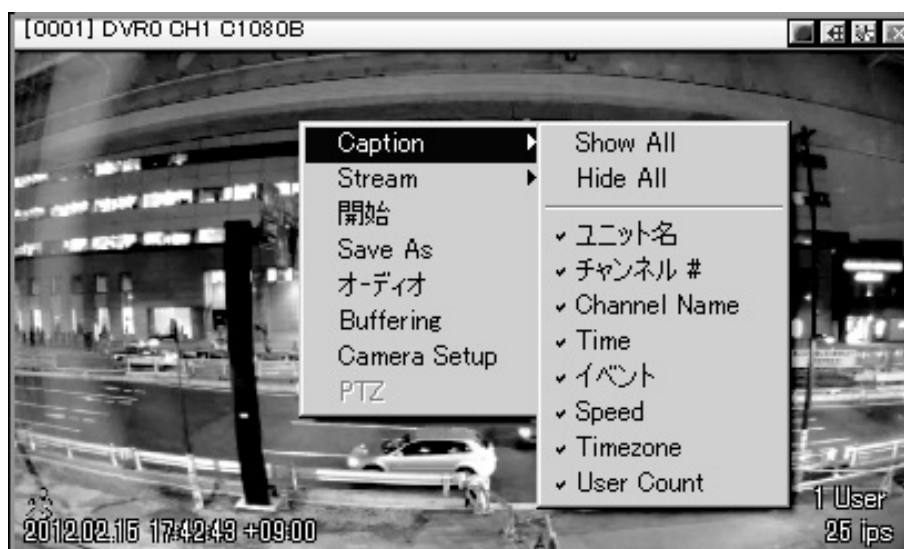 [0001] DVR0 CH1 C1080B
Caption
Stream
開始
Save As
オーディオ
Buffering
Camera Setup
PTZ
Show All
Hide All
ユニット名
チャンネル #
Channel Name
Time
イベント
Speed
Timezone
User Count
2012.02.15 17:42:43 +09:00
1 User
25 ips